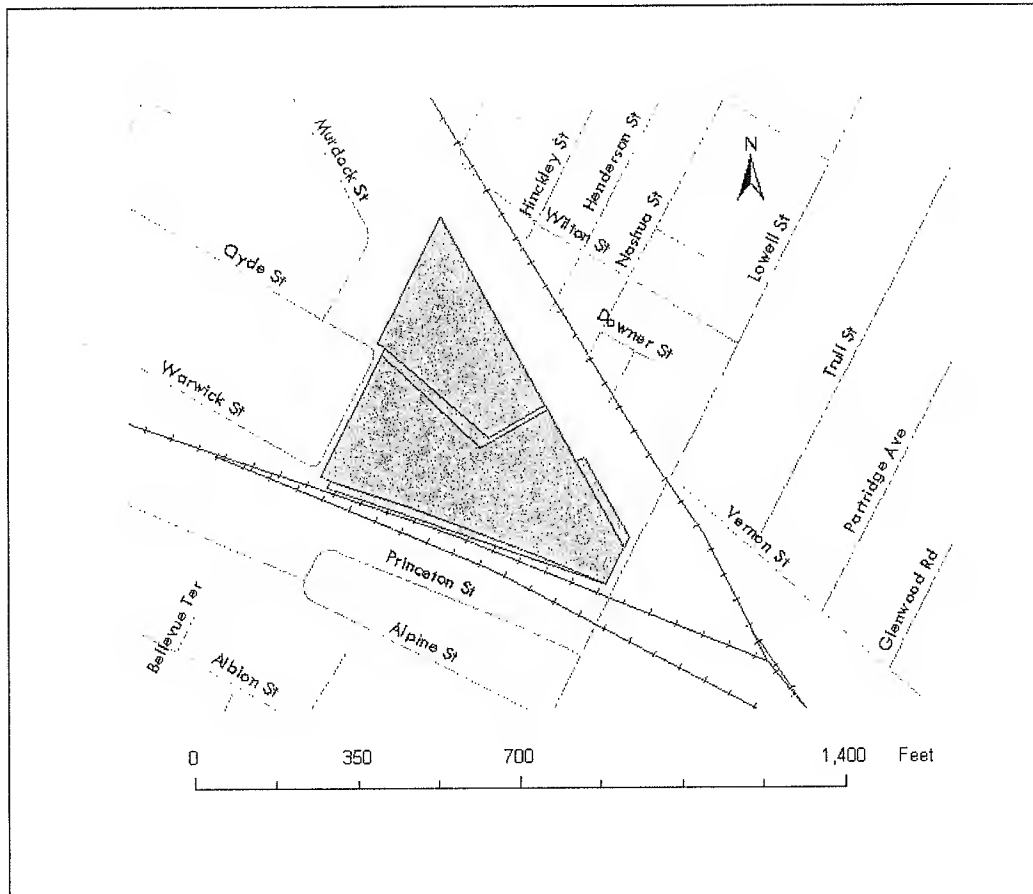 Murdock St
Hinckley St
Henderson St
Nashua St
Wilton St
N
Lowell St
Clyde St
Downer St
Trull St
Warwick St
Partridge Ave
Vernon St
Princeton St
Glenwood Rd
Bellevue Ter
Alpine St
Albion St
0 350 700 1,400 Feet